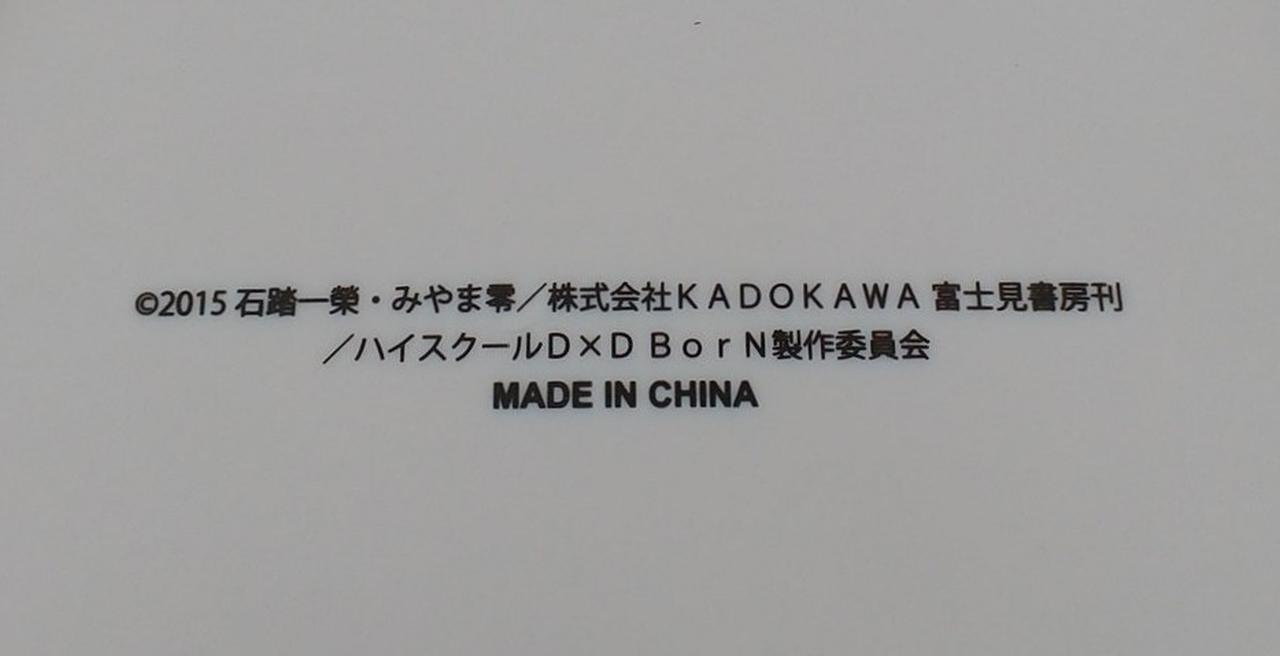 ©2015 石踏一榮・みやま零／株式会社ＫＡＤＯＫＡＷＡ 富士見書房刊
／ハイスクールＤ×Ｄ ＢｏｒＮ製作委員会
MADE IN CHINA